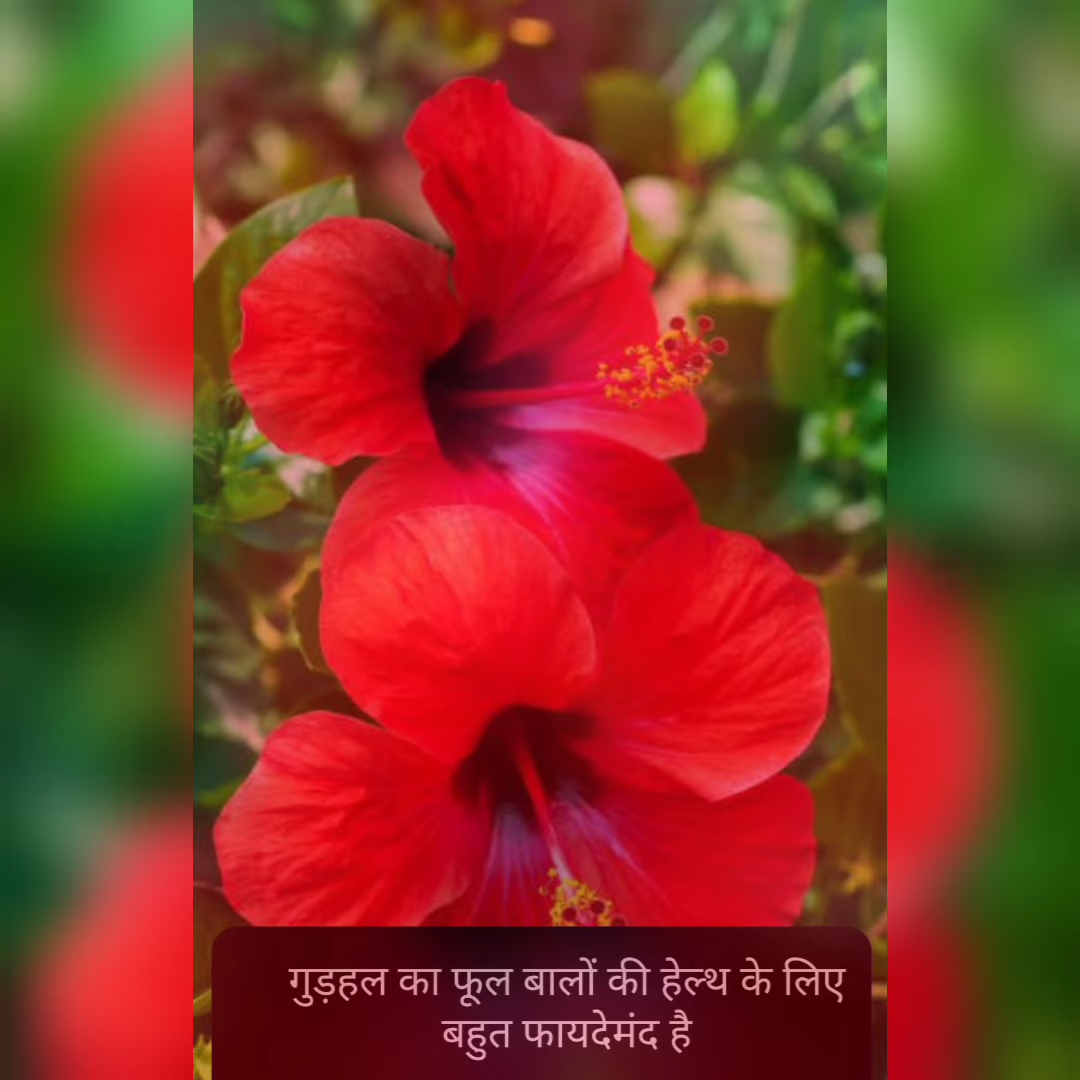 गुड़हल का फूल बालों की हेल्थ के लिए
बहुत फायदेमंद है